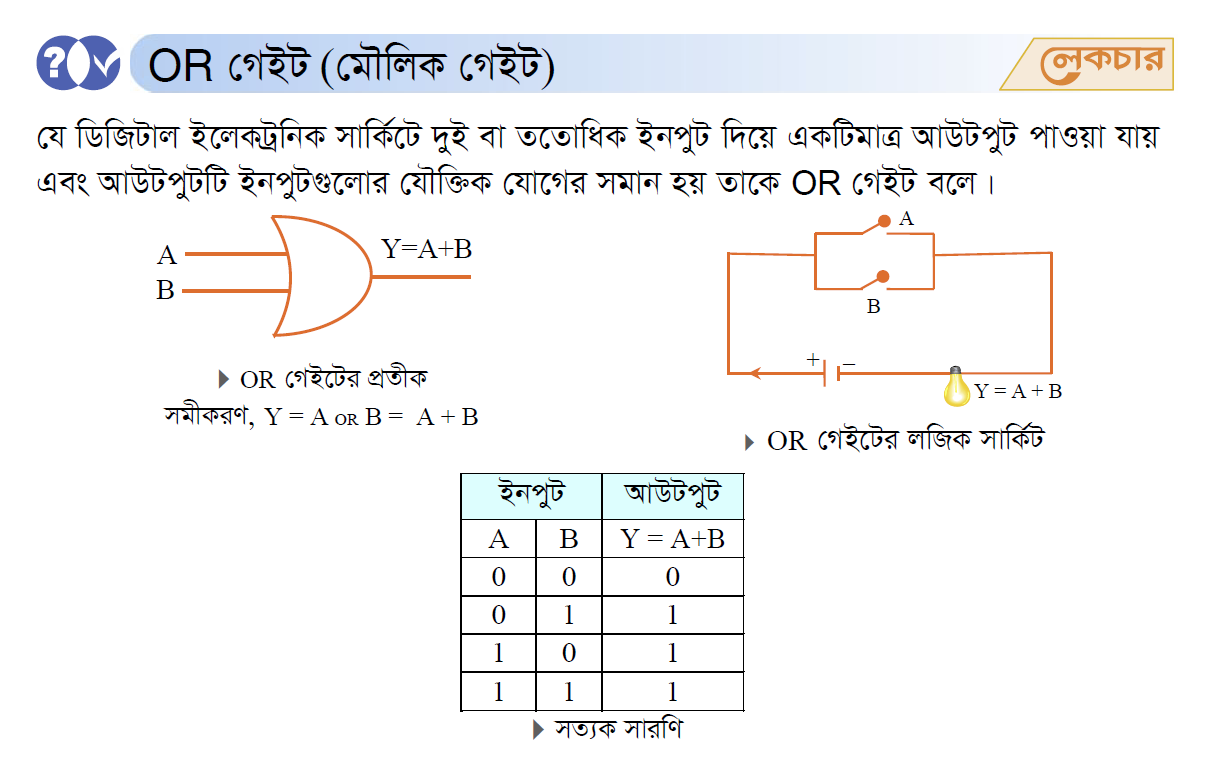 OR গেইট (মৌলিক গেইট)
লেকচার
যে ডিজিটাল ইলেকট্রনিক সার্কিটে দুই বা ততোধিক ইনপুট দিয়ে একটিমাত্র আউটপুট পাওয়া যায়
এবং আউটপুটটি ইনপুটগুলোর যৌক্তিক যোগের সমান হয় তাকে OR গেইট বলে।
A
B
Y=A+B
OR গেইটের প্রতীক
সমীকরণ, Y = A OR B = A + B
A
B
+ −
Y = A + B
OR গেইটের লজিক সার্কিট
ইনপুট আউটপুট
A B Y = A+B
0 0 0
0 1 1
1 0 1
1 1 1
সত্যক সারণি